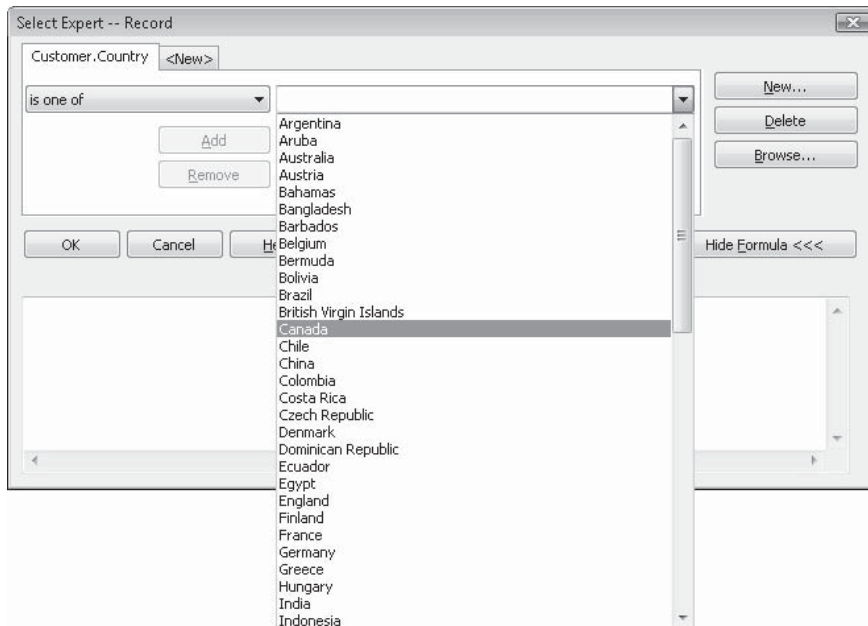 Select Expert -- Record
Customer.Country <New>
is one of
New...
Add
Delete
Remove
Browse...
OK Cancel He Hide Formula <<<
Argentina
Aruba
Australia
Austria
Bahamas
Bangladesh
Barbados
Belgium
Bermuda
Bolivia
Brazil
British Virgin Islands
Canada
Chile
China
Colombia
Costa Rica
Czech Republic
Denmark
Dominican Republic
Ecuador
Egypt
England
Finland
France
Germany
Greece
Hungary
India
Indonesia